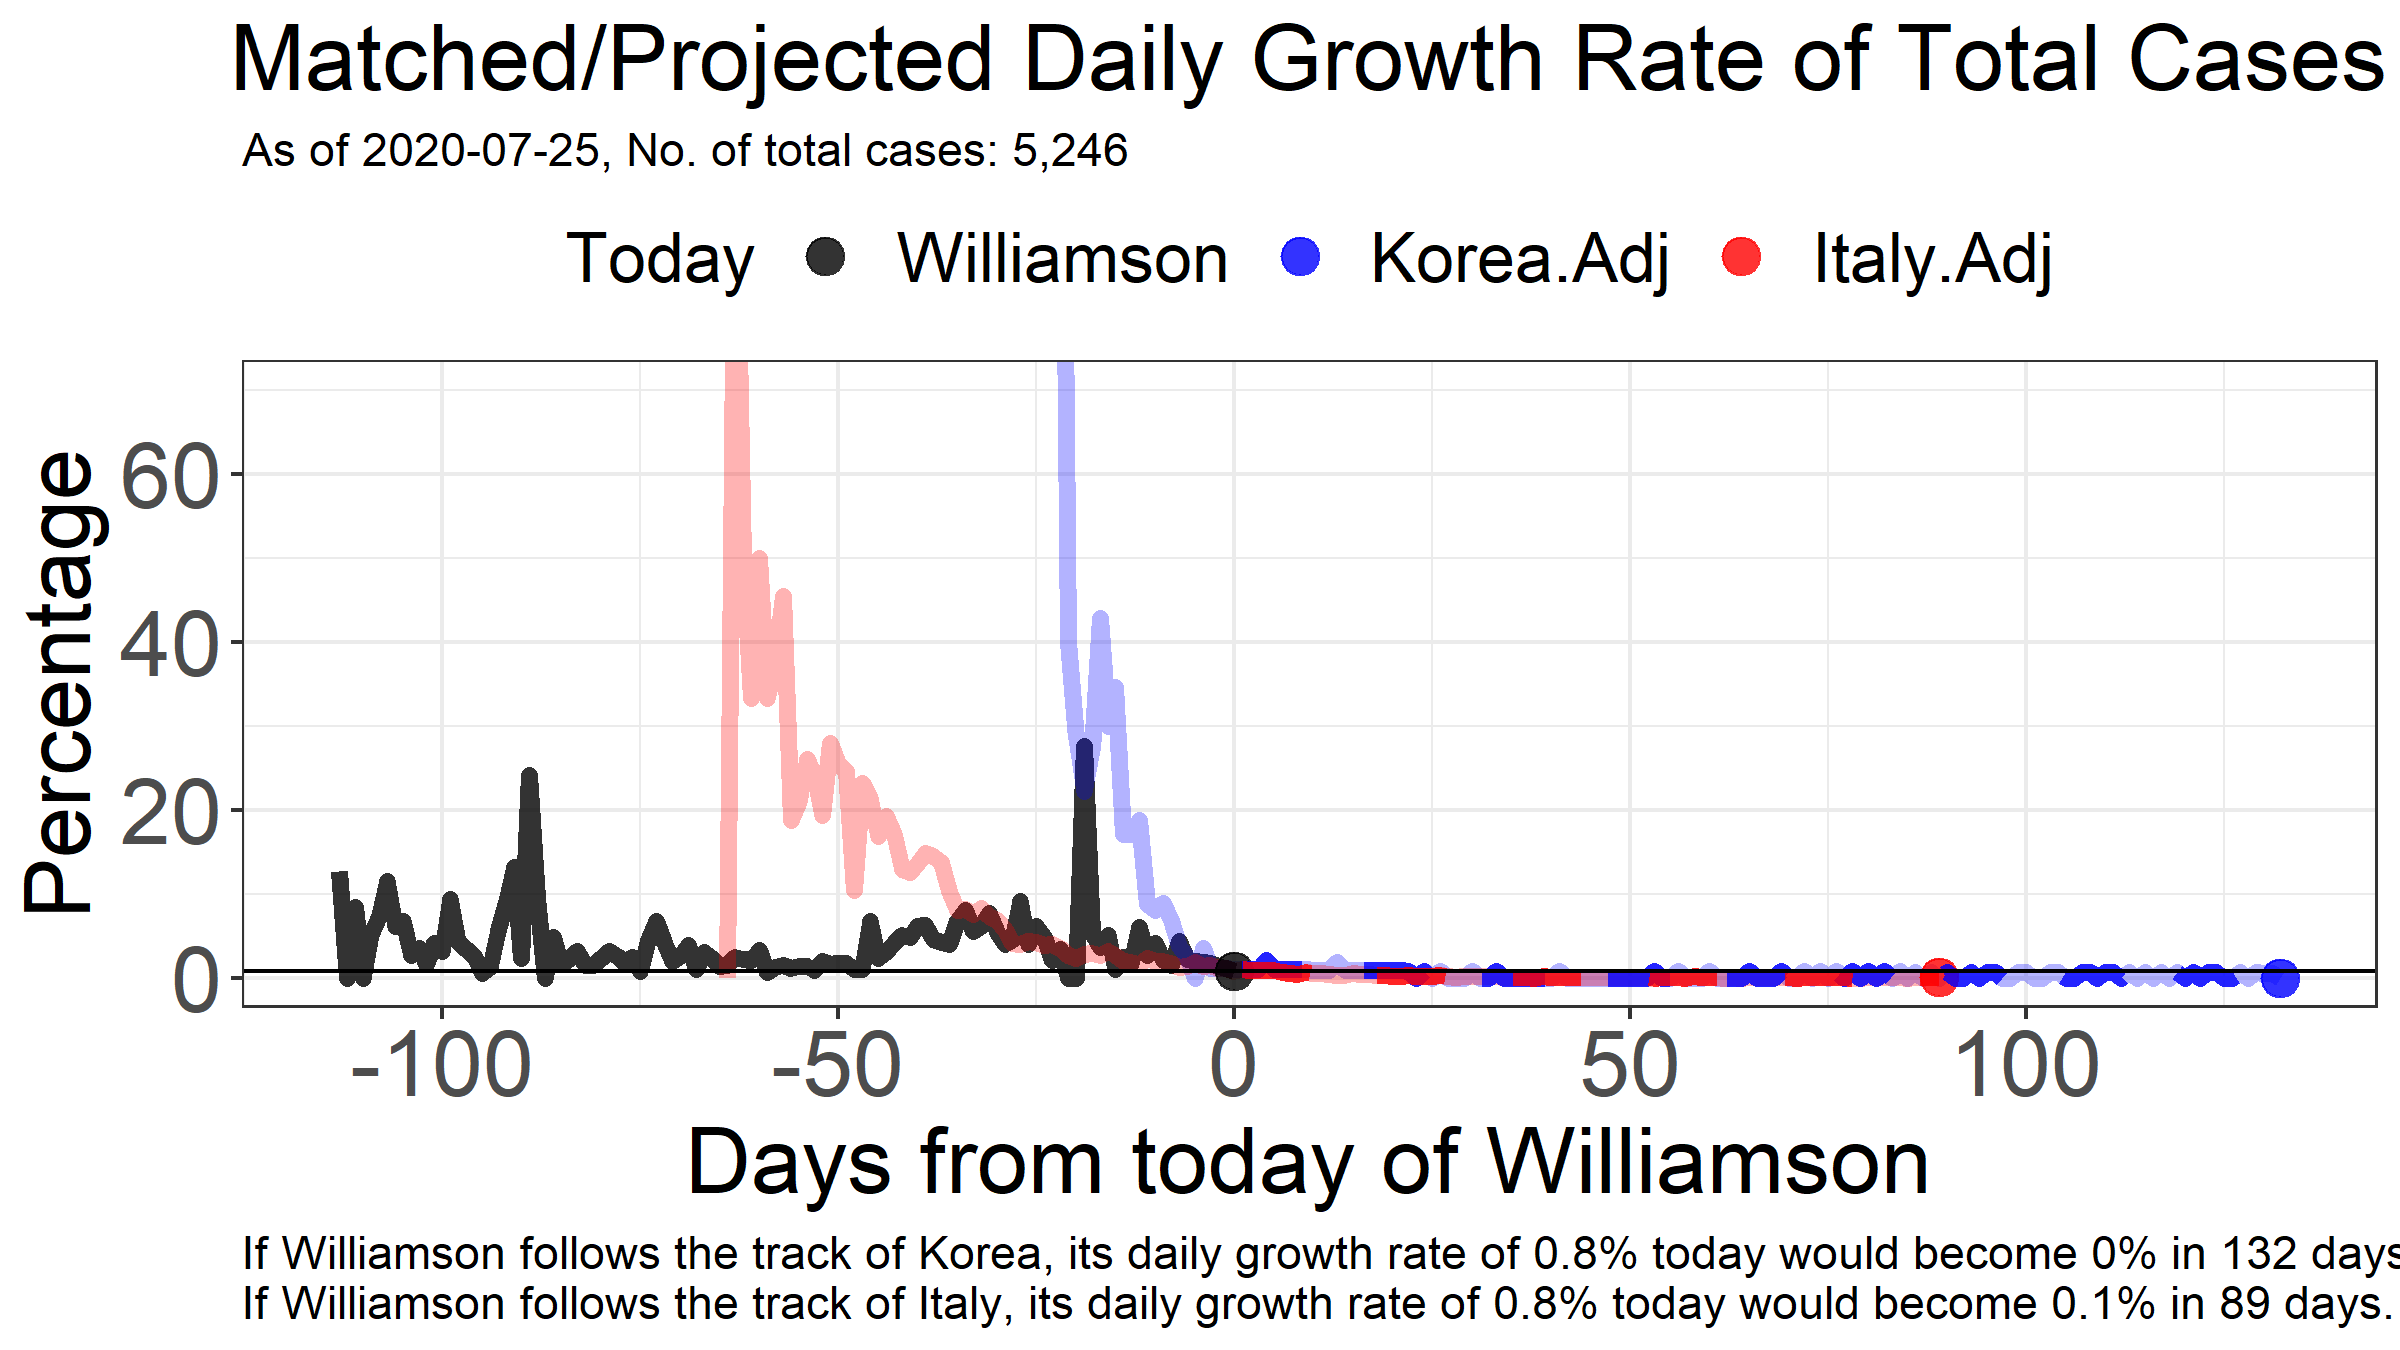 Matched/Projected Daily Growth Rate of Total Cases
As of 2020-07-25, No. of total cases: 5,246
Today Williamson Korea.Adj Italy.Adj
Percentage
60
40
20
0
-100 -50 0 50 100
Days from today of Williamson
If Williamson follows the track of Korea, its daily growth rate of 0.8% today would become 0% in 132 days
If Williamson follows the track of Italy, its daily growth rate of 0.8% today would become 0.1% in 89 days.